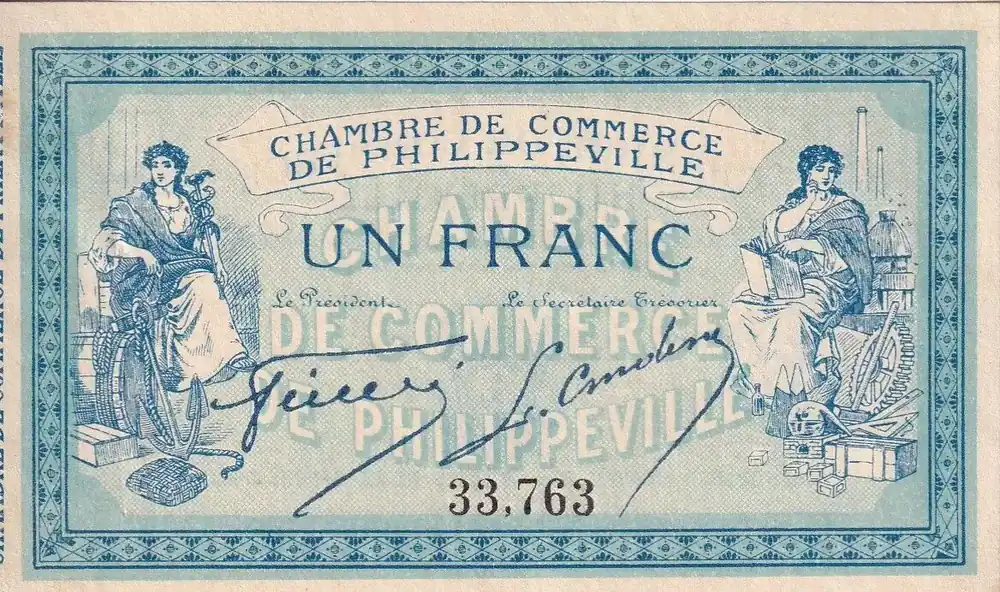 CHAMBRE DE COMMERCE
DE PHILIPPEVILLE
CHAMBRE
UN FRANC
Le Président
Le Secrétaire Trésorier
DE COMMERCE
DE PHILIPPEVILLE
33,763